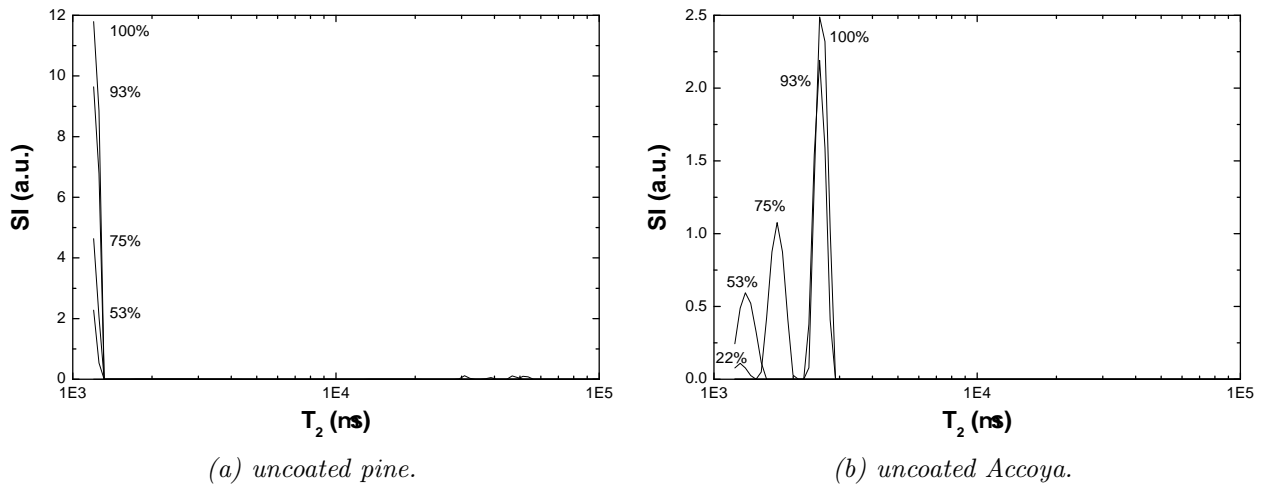 12
10
8
6
4
2
0
SI (a.u.)
100%
93%
75%
53%
1E3
1E4
1E5
T₂ (ms)
(a) uncoated pine.
2.5
2.0
1.5
1.0
0.5
0.0
SI (a.u.)
100%
93%
75%
53%
22%
1E3
1E4
1E5
T₂ (ms)
(b) uncoated Accoya.